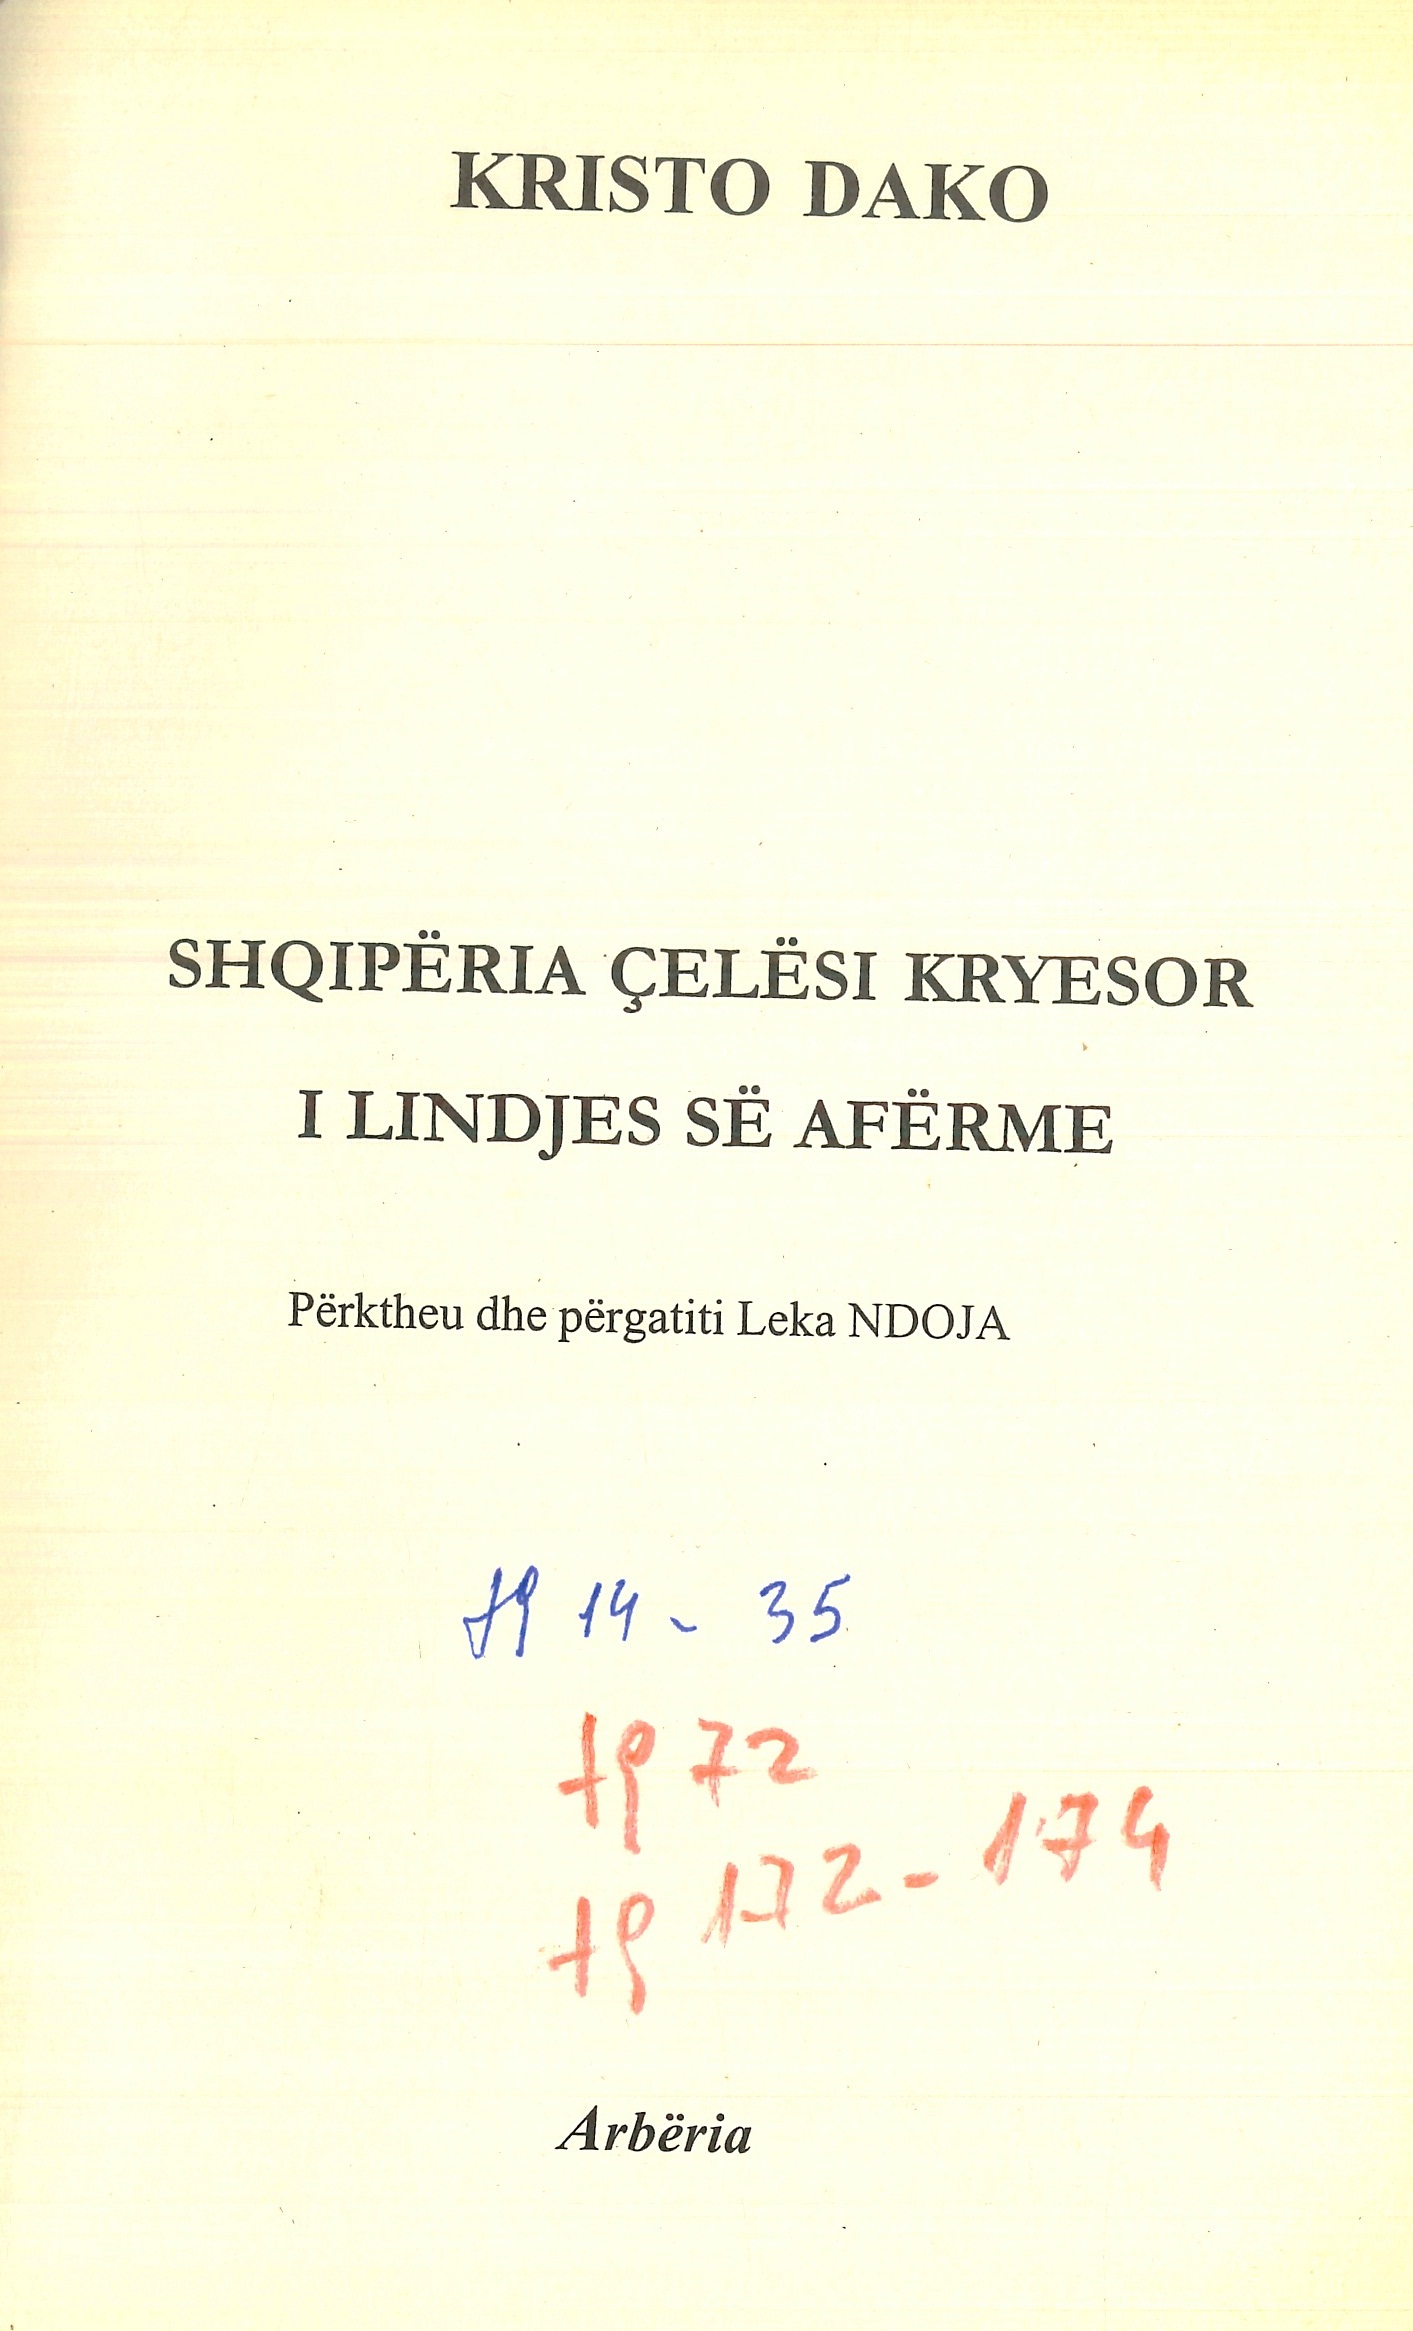 KRISTO DAKO
SHQIPËRIA ÇELËSI KRYESOR
I LINDJES SË AFËRME
Përktheu dhe përgatiti Leka NDOJA
fq 14 - 35
fq 72
fq 172 - 174
Arbëria